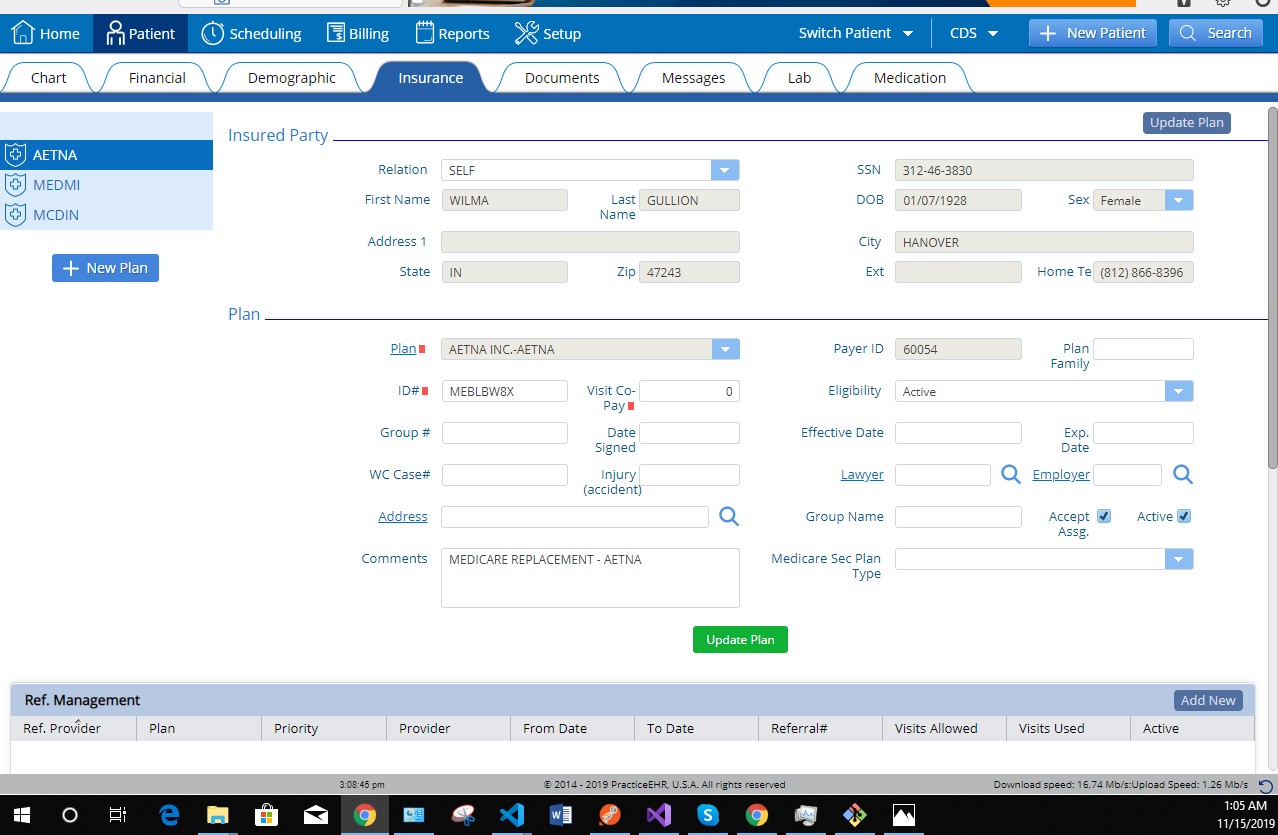 Home Patient Scheduling Billing Reports Setup Switch Patient CDS New Patient Search
Chart Financial Demographic Insurance Documents Messages Lab Medication
Update Plan
Insured Party
AETNA
MEDMI
MCDIN
New Plan
Relation SELF SSN 312-46-3830
First Name WILMA Last Name GULLION DOB 01/07/1928 Sex Female
Address 1 City HANOVER
State IN Zip 47243 Ext Home Te (812) 866-8396
Plan
Plan AETNA INC.-AETNA Payer ID 60054 Plan Family
ID# MEBLBW8X Visit Co-Pay 0 Eligibility Active
Group # Date Signed Effective Date Exp. Date
WC Case# Injury (accident) Lawyer Employer
Address Group Name Accept Assg. Active
Comments MEDICARE REPLACEMENT - AETNA Medicare Sec Plan Type
Update Plan
Ref. Management Add New
Ref. Provider Plan Priority Provider From Date To Date Referral# Visits Allowed Visits Used Active
3:08:45 pm © 2014 - 2019 PracticeEHR, U.S.A. All rights reserved Download speed: 16.74 Mb/s:Upload Speed: 1.26 Mb/s
1:05 AM
11/15/2019